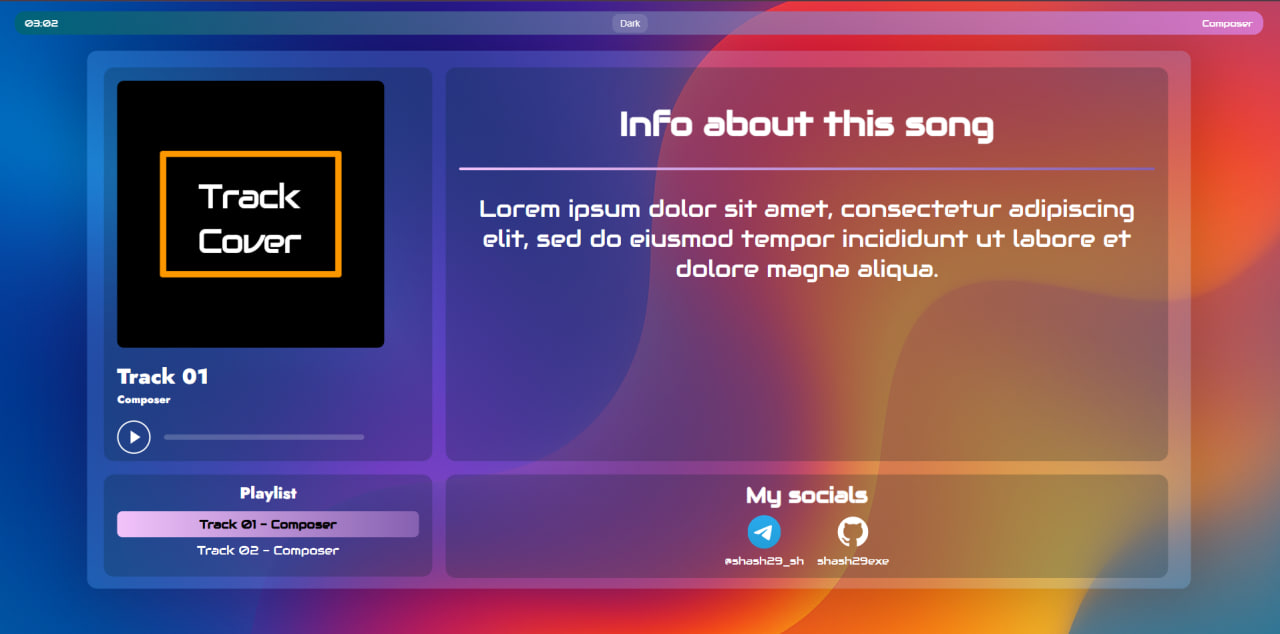 03:02
Dark
Composer
Track
Cover
Track 01
Composer
Info about this song
Lorem ipsum dolor sit amet, consectetur adipiscing
elit, sed do eiusmod tempor incididunt ut labore et
dolore magna aliqua.
Playlist
Track 01 - Composer
Track 02 - Composer
My socials
@shash29_sh
shash29exe